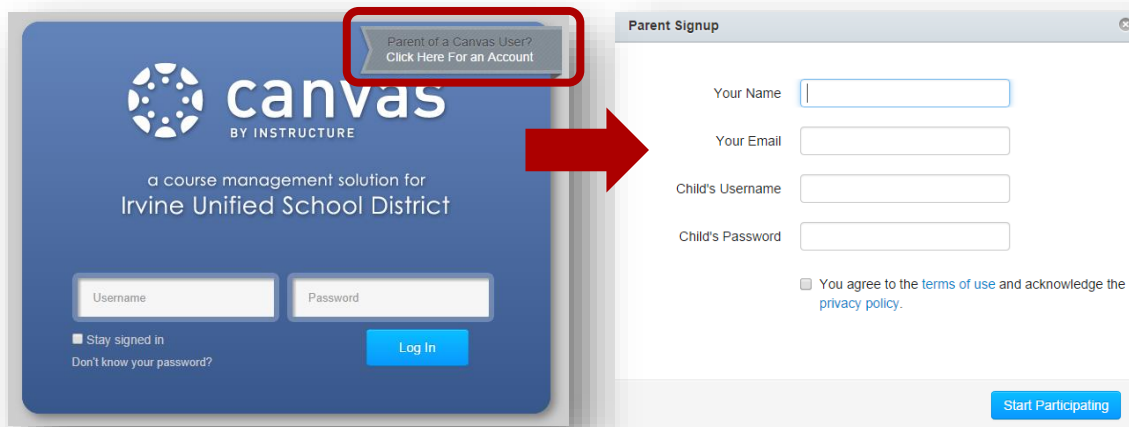 Parent of a Canvas User?
Click Here For an Account
canvas
BY INSTRUCTURE
a course management solution for
Irvine Unified School District
Username
Password
Stay signed in
Log In
Don't know your password?
Parent Signup
Your Name
Your Email
Child's Username
Child's Password
You agree to the terms of use and acknowledge the
privacy policy.
Start Participating